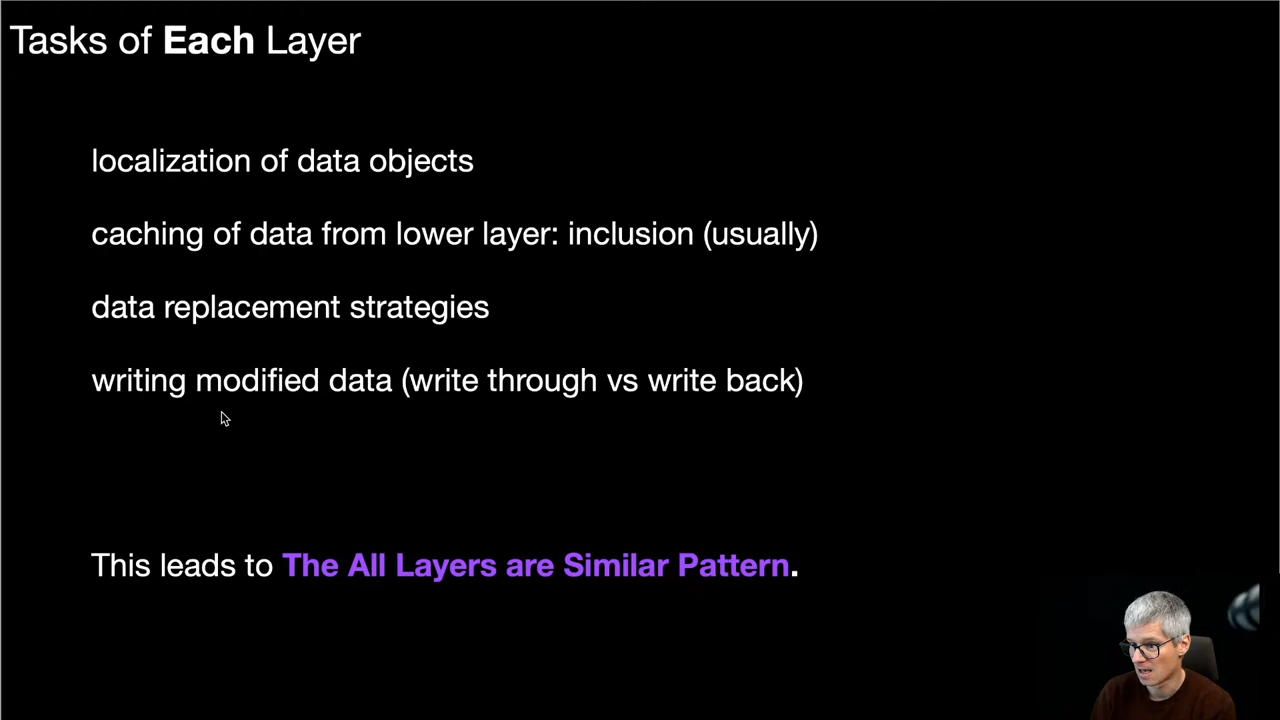 Tasks of Each Layer
localization of data objects
caching of data from lower layer: inclusion (usually)
data replacement strategies
writing modified data (write through vs write back)
This leads to The All Layers are Similar Pattern.